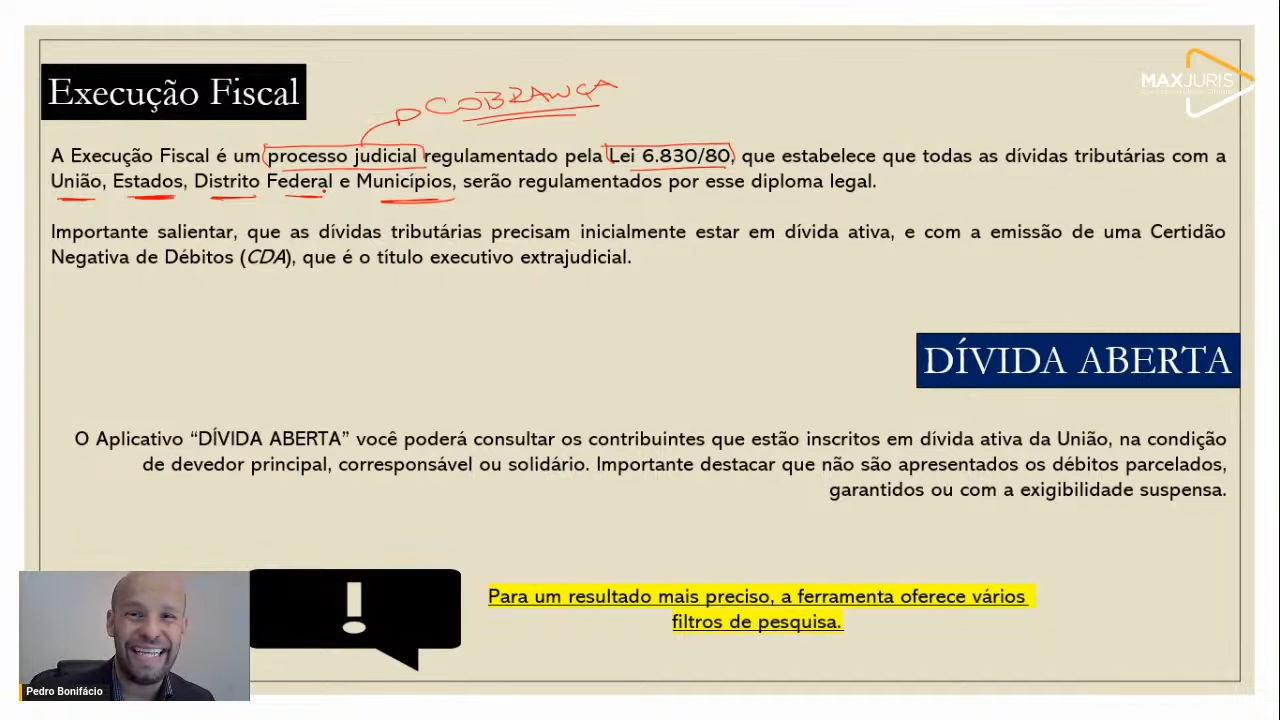 MAXJURIS
Execução Fiscal
COBRANÇA
A Execução Fiscal é um processo judicial regulamentado pela Lei 6.830/80, que estabelece que todas as dívidas tributárias com a
União, Estados, Distrito Federal e Municípios, serão regulamentados por esse diploma legal.
Importante salientar, que as dívidas tributárias precisam inicialmente estar em dívida ativa, e com a emissão de uma Certidão
Negativa de Débitos (CDA), que é o título executivo extrajudicial.
DÍVIDA ABERTA
O Aplicativo “DÍVIDA ABERTA” você poderá consultar os contribuintes que estão inscritos em dívida ativa da União, na condição
de devedor principal, corresponsável ou solidário. Importante destacar que não são apresentados os débitos parcelados,
garantidos ou com a exigibilidade suspensa.
!
Para um resultado mais preciso, a ferramenta oferece vários
filtros de pesquisa.
Pedro Bonifácio